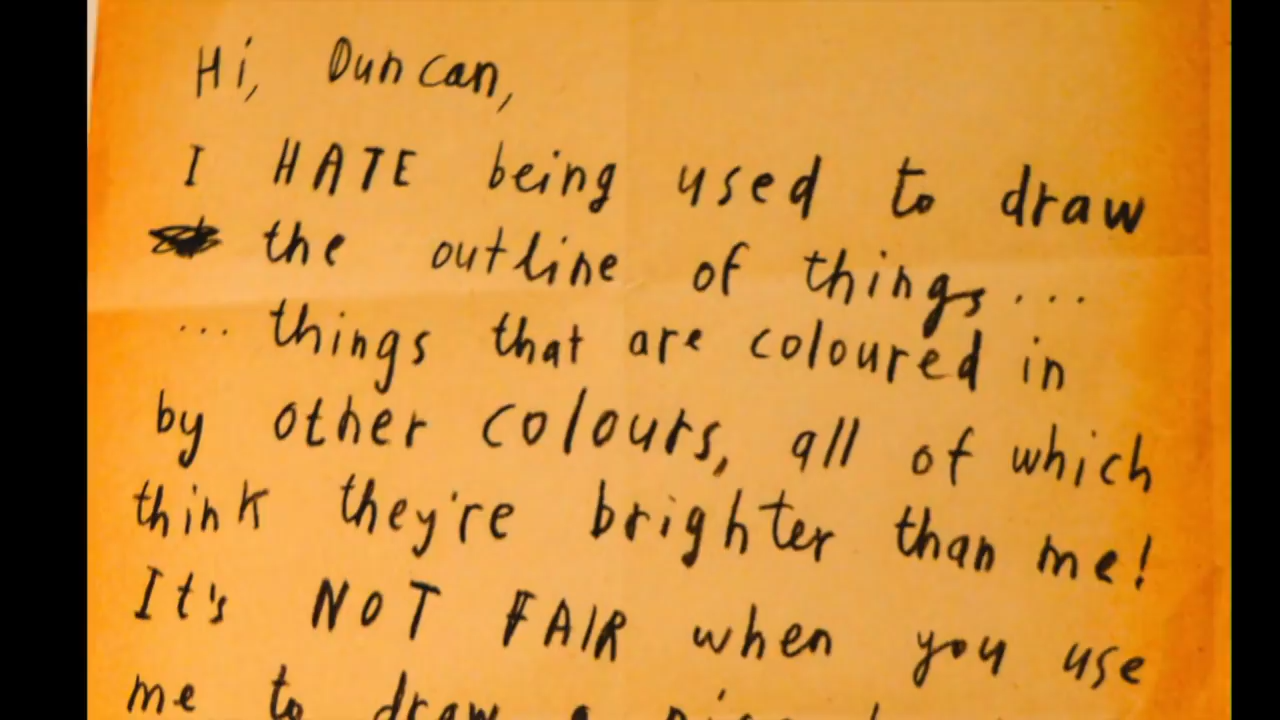 Hi, Duncan,
I HATE being used to draw
the outline of things...
... things that are coloured in
by other colours, all of which
think they're brighter than me!
It's NOT FAIR when you use
me to draw a